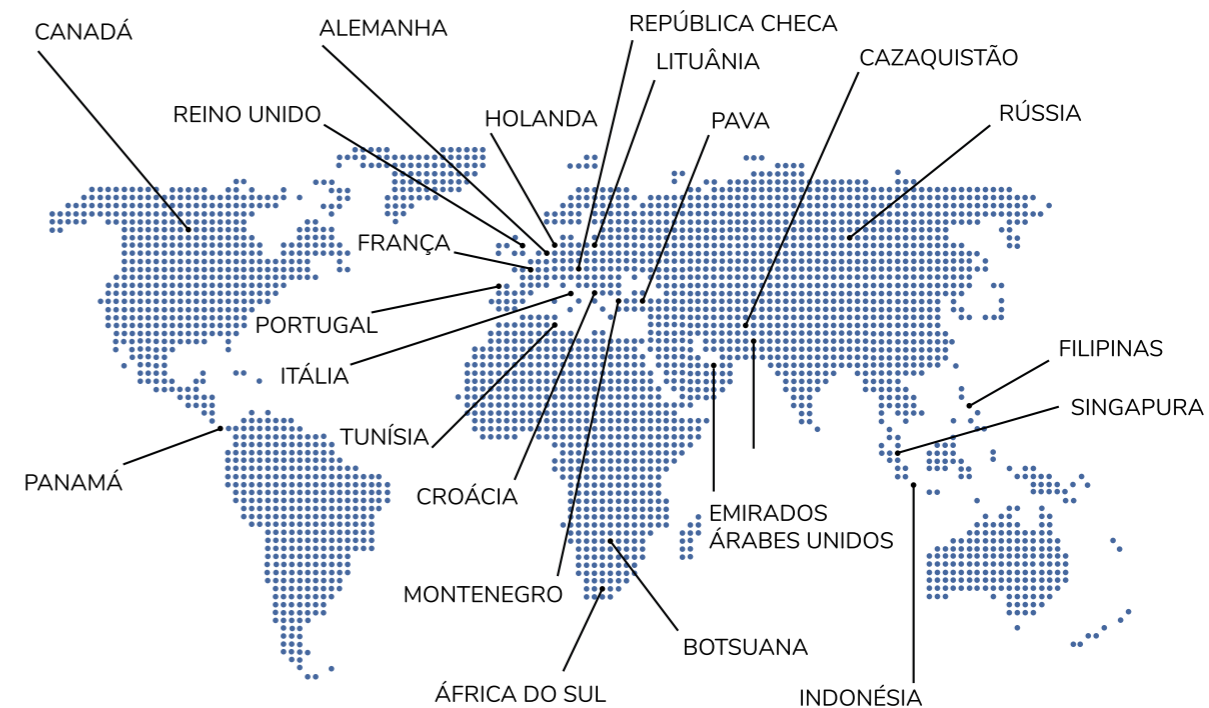 CANADÁ
ALEMANHA
REPÚBLICA CHECA
LITUÂNIA
CAZAQUISTÃO
REINO UNIDO
HOLANDA
PAVA
RÚSSIA
FRANÇA
PORTUGAL
ITÁLIA
FILIPINAS
SINGAPURA
TUNÍSIA
PANAMÁ
CROÁCIA
EMIRADOS
ÁRABES UNIDOS
MONTENEGRO
BOTSUANA
ÁFRICA DO SUL
INDONÉSIA